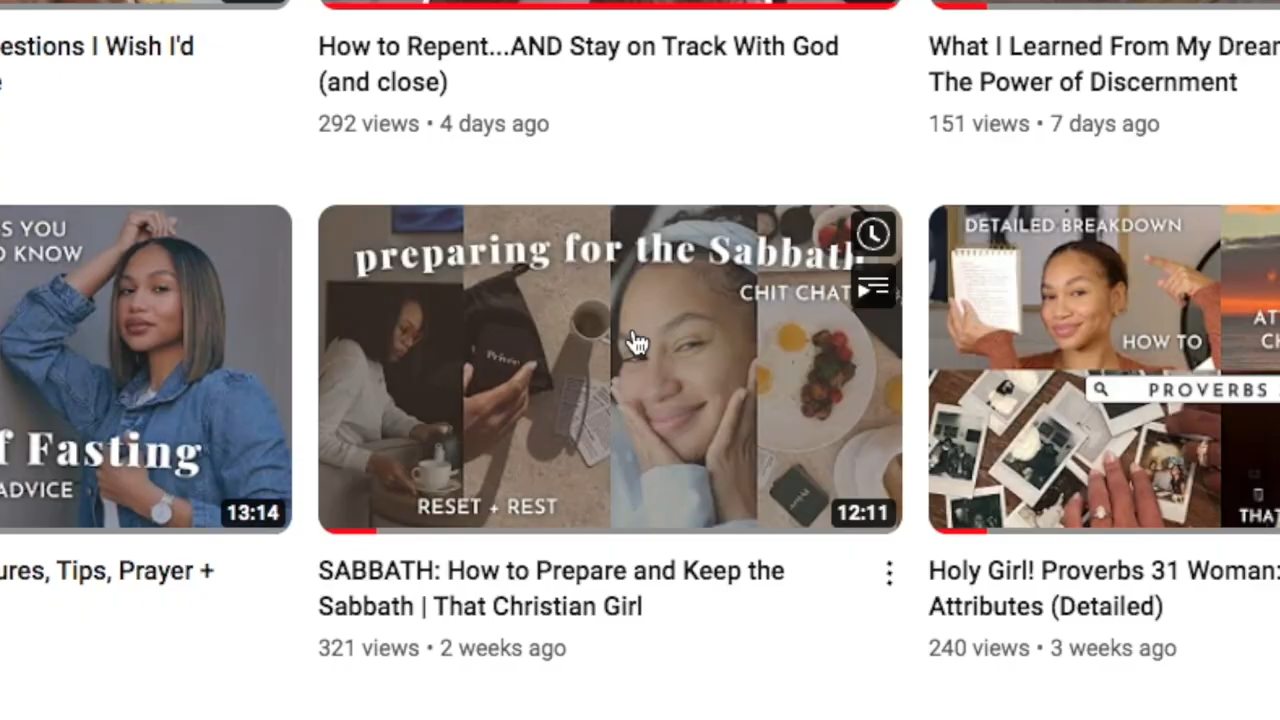 estions I Wish I'd
How to Repent...AND Stay on Track With God
(and close)
292 views • 4 days ago
What I Learned From My Drear
The Power of Discernment
151 views • 7 days ago
S YOU
O KNOW
f Fasting
ADVICE
13:14
ures, Tips, Prayer +
preparing for the Sabbath
CHIT CHAT
RESET + REST
12:11
SABBATH: How to Prepare and Keep the
Sabbath | That Christian Girl
321 views • 2 weeks ago
DETAILED BREAKDOWN
HOW TO
AT
PROVERBS
THAT
Holy Girl! Proverbs 31 Woman:
Attributes (Detailed)
240 views • 3 weeks ago